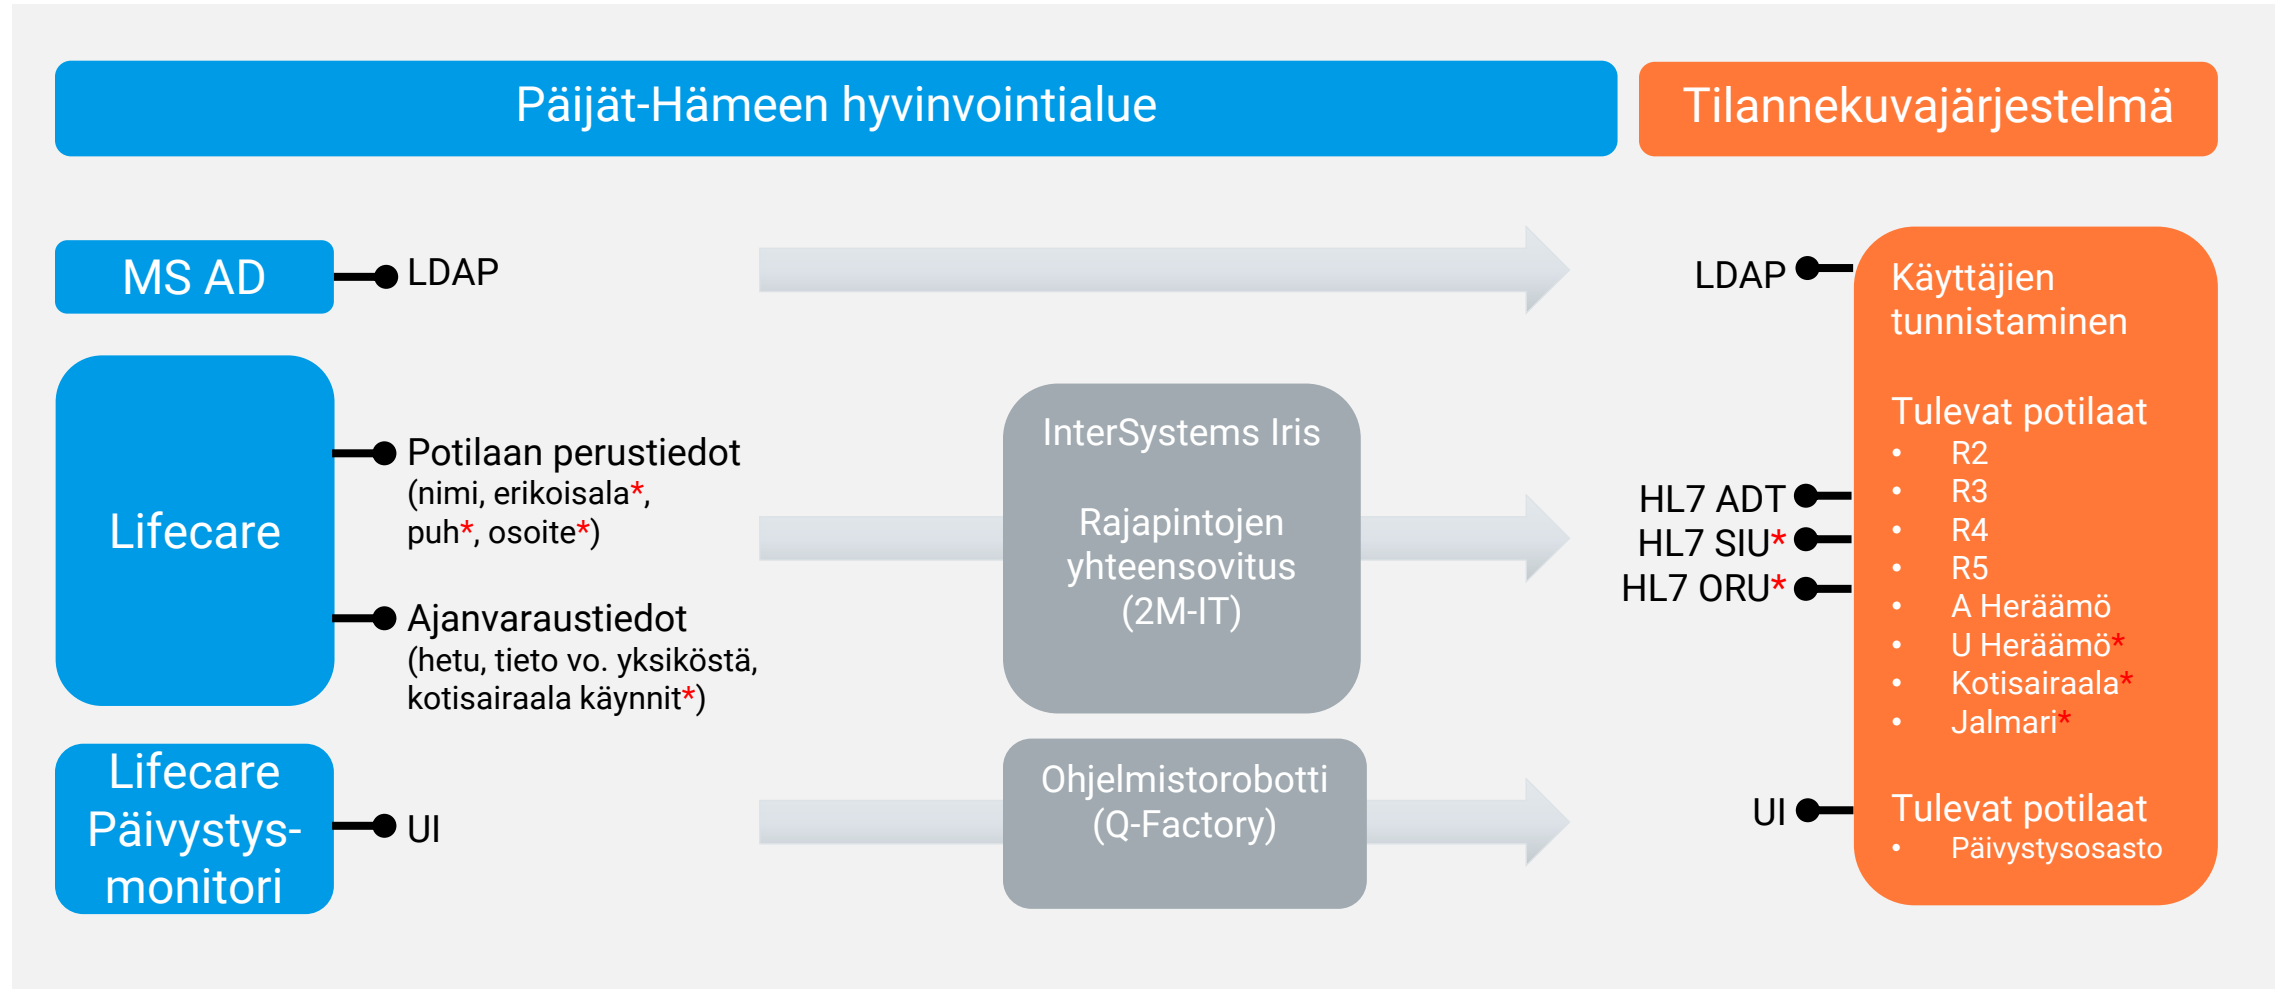 Päijät-Hämeen hyvinvointialue
Tilannekuvajärjestelmä
MS AD
LDAP
Lifecare
Potilaan perustiedot
(nimi, erikoisala*,
puh*, osoite*)
Ajanvaraustiedot
(hetu, tieto vo. yksiköstä,
kotisairaala käynnit*)
Lifecare
Päivystys-
monitori
UI
InterSystems Iris
Rajapintojen
yhteensovitus
(2M-IT)
Ohjelmistorobotti
(Q-Factory)
LDAP
HL7 ADT
HL7 SIU*
HL7 ORU*
UI
Käyttäjien
tunnistaminen
Tulevat potilaat
• R2
• R3
• R4
• R5
• A Heräämö
• U Heräämö*
• Kotisairaala*
• Jalmari*
Tulevat potilaat
• Päivystysosasto